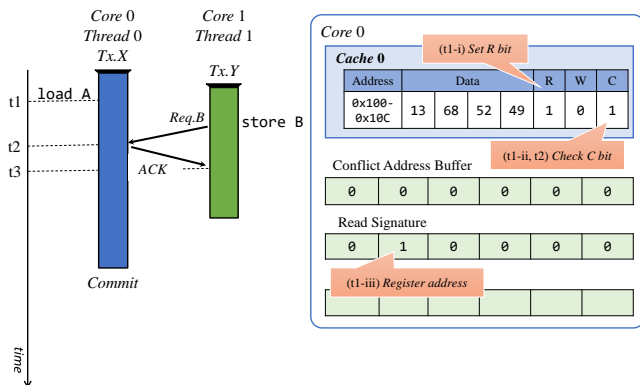 Core 0
Thread 0
Tx.X
Core 1
Thread 1
Tx.Y
t1
load A
Req.B
store B
t2
ACK
t3
Commit
time
Core 0
(t1-i) Set R bit
Cache 0
Address Data R W C
0x100-
0x10C
13 68 52 49 1 0 1
(t1-ii, t2) Check C bit
Conflict Address Buffer
0 0 0 0 0 0
Read Signature
0 1 0 0 0 0
(t1-iii) Register address